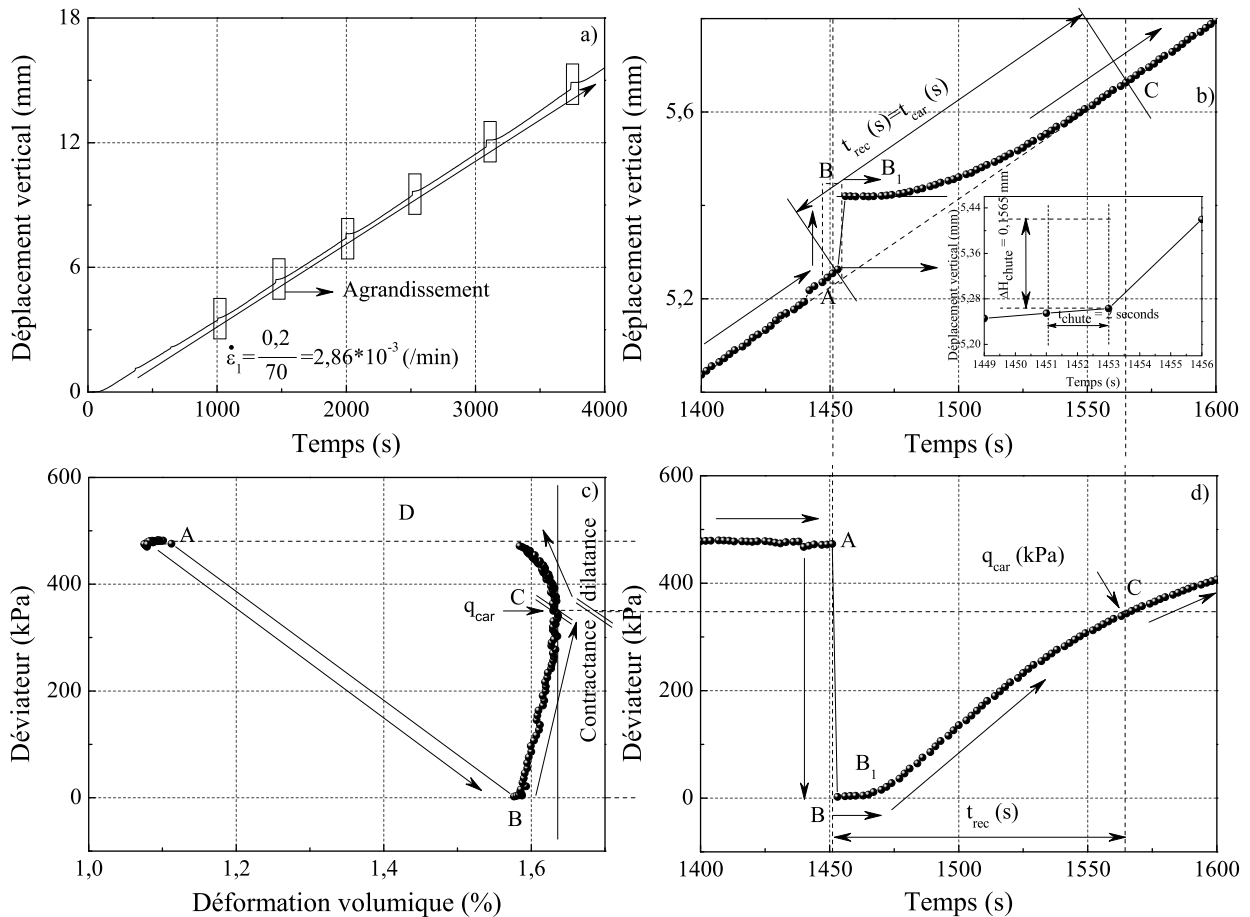 a)
Déplacement vertical (mm)
18
12
6
0
Agrandissement
ε̇₁=0,2/70=2,86*10⁻³ (/min)
0 1000 2000 3000 4000
Temps (s)
b)
Déplacement vertical (mm)
5,6
5,2
t_rec (s)=t_car (s)
A
B
B₁
C
Déplacement vertical (mm)
5,44
5,36
5,28
5,20
ΔH_chute = 0,1565 mm
t_chute = 2 seconds
1449 1450 1451 1452 1453 1454 1455 1456
Temps (s)
1400 1450 1500 1550 1600
Temps (s)
c)
Déviateur (kPa)
600
400
200
0
A
D
C
q_car
B
Contractance
dilatance
1,0 1,2 1,4 1,6
Déformation volumique (%)
d)
Déviateur (kPa)
600
400
200
0
A
q_car (kPa)
C
B₁
B
t_rec (s)
1400 1450 1500 1550 1600
Temps (s)